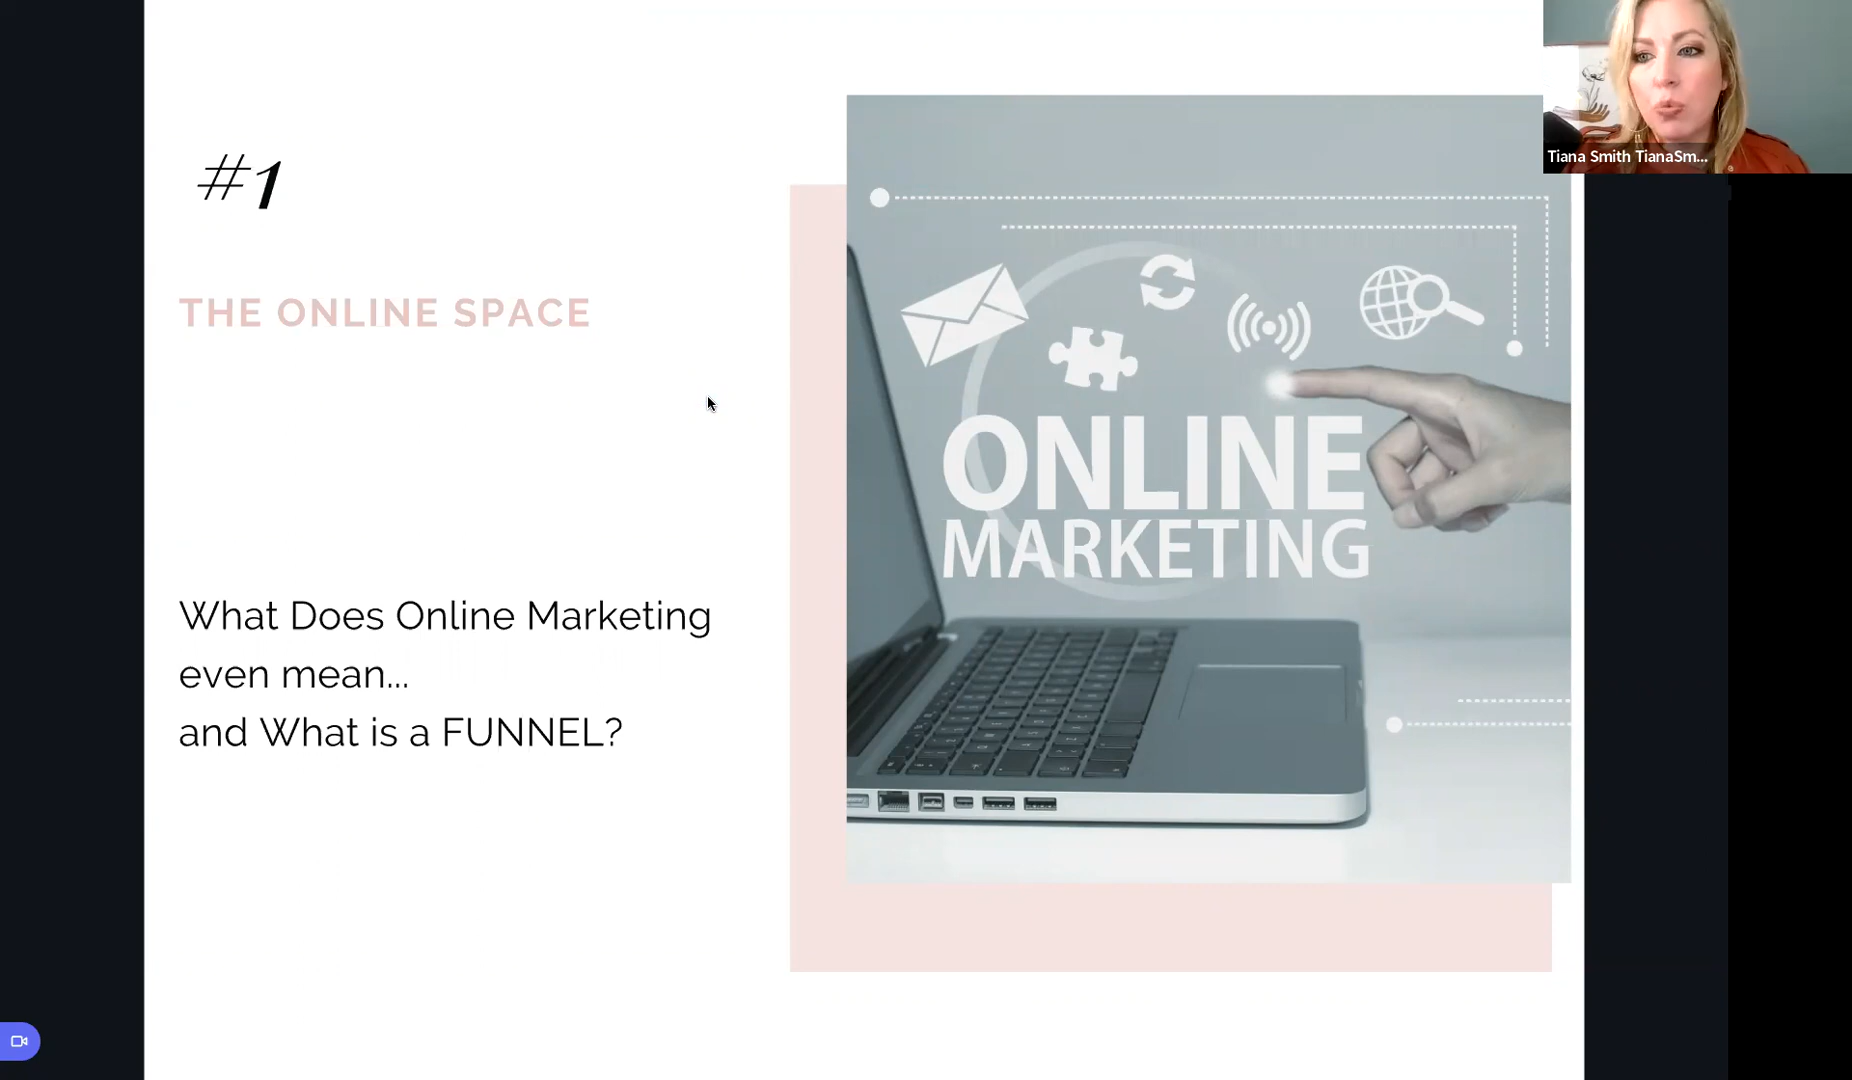 #1
THE ONLINE SPACE
What Does Online Marketing
even mean...
and What is a FUNNEL?
ONLINE
MARKETING
Tiana Smith TianaSm...